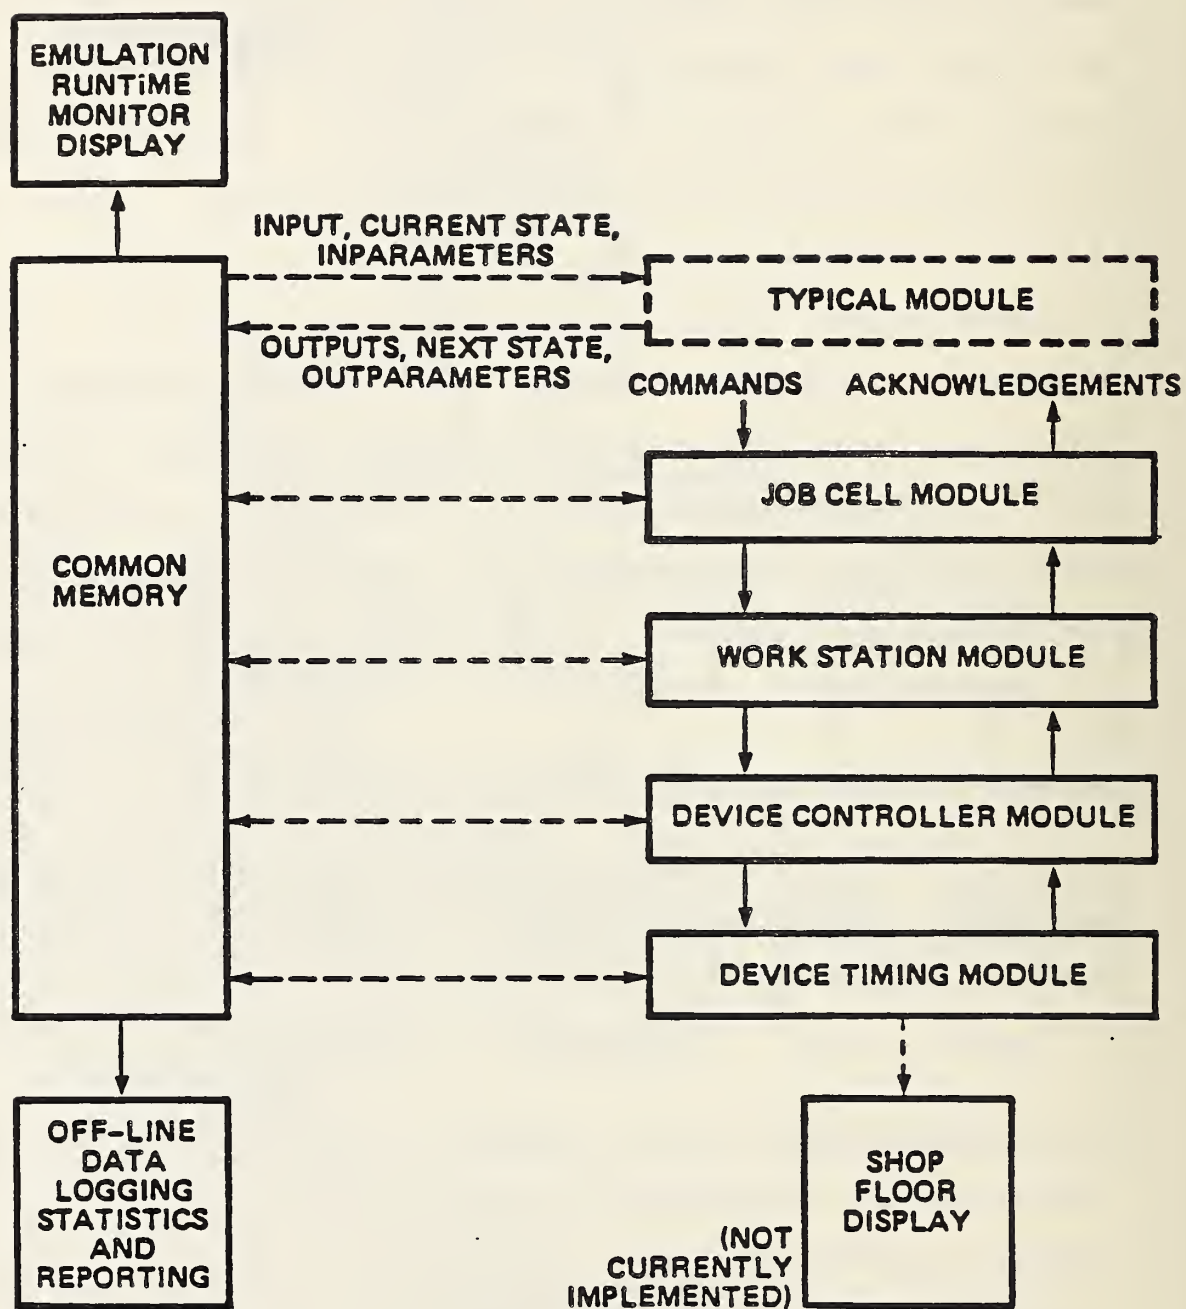 EMULATION
RUNTiME
MONITOR
DISPLAY
INPUT, CURRENT STATE,
INPARAMETERS
TYPICAL MODULE
OUTPUTS, NEXT STATE,
OUTPARAMETERS
COMMANDS ACKNOWLEDGEMENTS
JOB CELL MODULE
COMMON
MEMORY
WORK STATION MODULE
DEVICE CONTROLLER MODULE
DEVICE TIMING MODULE
OFF-LINE
DATA
LOGGING
STATISTICS
AND
REPORTING
SHOP
FLOOR
DISPLAY
(NOT
CURRENTLY
IMPLEMENTED)